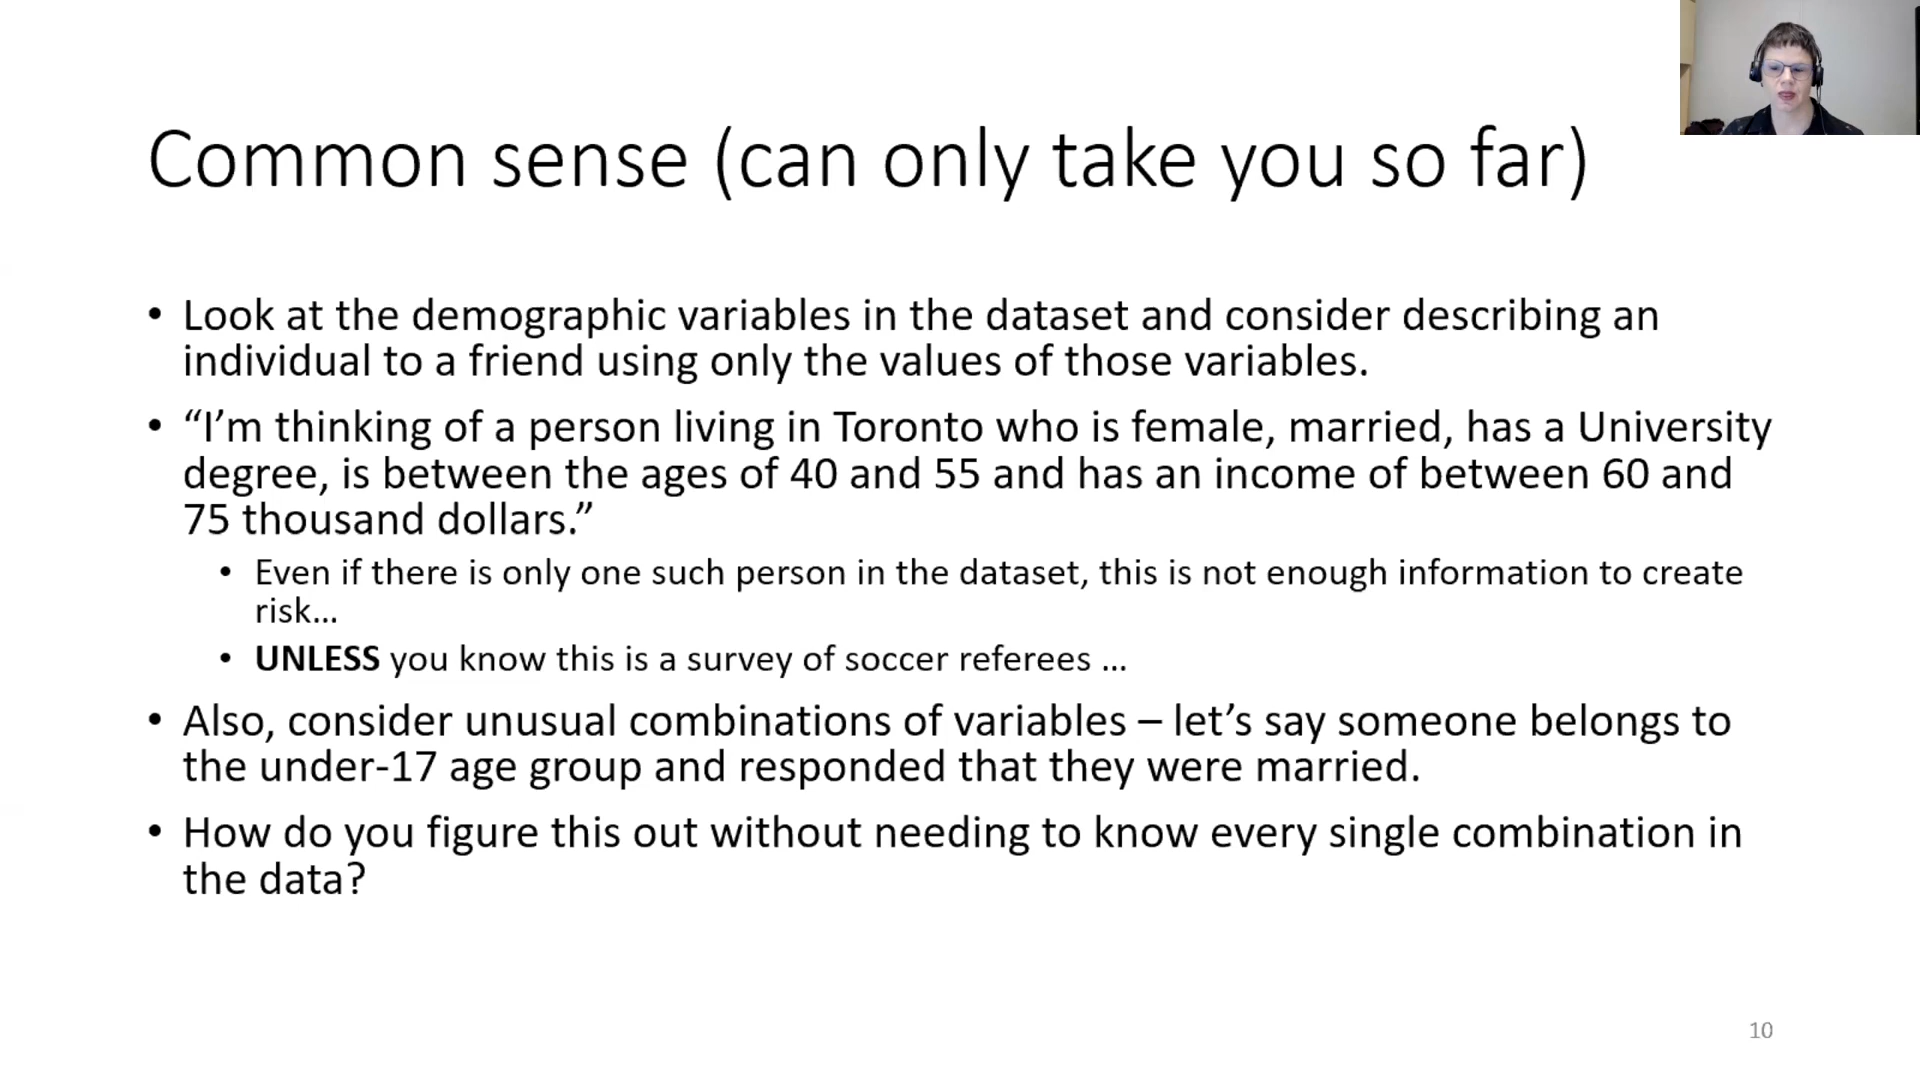 Common sense (can only take you so far)
• Look at the demographic variables in the dataset and consider describing an
individual to a friend using only the values of those variables.
• “I’m thinking of a person living in Toronto who is female, married, has a University
degree, is between the ages of 40 and 55 and has an income of between 60 and
75 thousand dollars.”
• Even if there is only one such person in the dataset, this is not enough information to create
risk…
• UNLESS you know this is a survey of soccer referees …
• Also, consider unusual combinations of variables – let’s say someone belongs to
the under-17 age group and responded that they were married.
• How do you figure this out without needing to know every single combination in
the data?
10